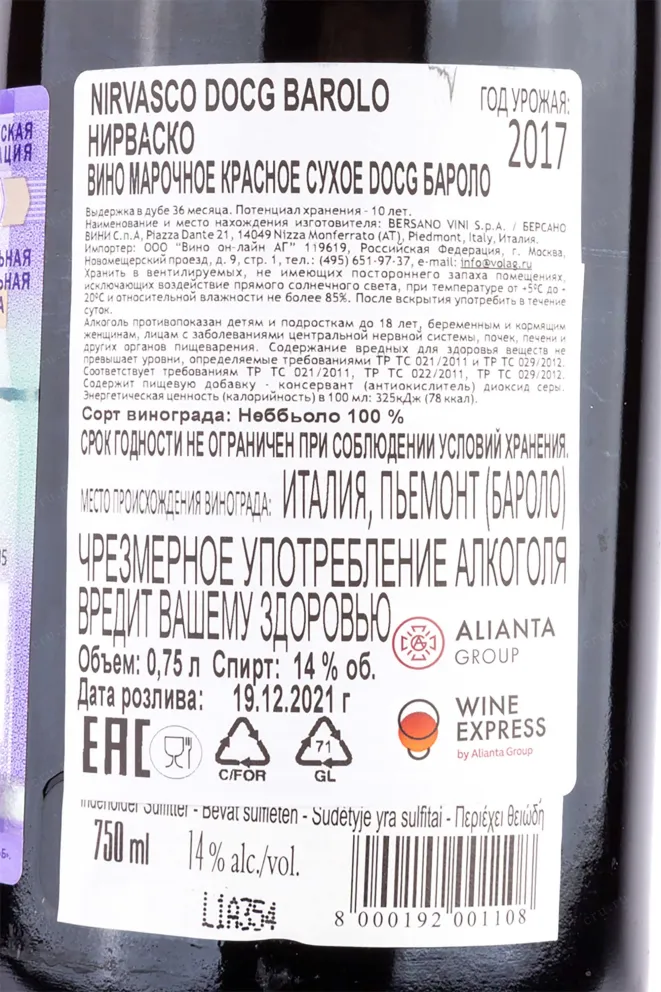 NIRVASCO DOCG BAROLO
НИРВАСКО
ВИНО МАРОЧНОЕ КРАСНОЕ СУХОЕ DOCG БАРОЛО
ГОД УРОЖАЯ:
2017
Выдержка в дубе 36 месяца. Потенциал хранения - 10 лет.
Наименование и место нахождения изготовителя: BERSANO VINI S.p.A. / БЕРСАНО
ВИНИ С.п.А, Piazza Dante 21, 14049 Nizza Monferrato (AT), Piedmont, Italy, Италия.
Импортер: ООО "Вино он-лайн АГ" 119619, Российская Федерация, г. Москва,
Новомещерский проезд, д. 9, стр. 1, тел.: (495) 651-97-37, e-mail: info@volag.ru
Хранить в вентилируемых, не имеющих постороннего запаха помещениях,
исключающих воздействие прямого солнечного света, при температуре от +5ºС до +
20ºС и относительной влажности не более 85%. После вскрытия употребить в течение
суток.
Алкоголь противопоказан детям и подросткам до 18 лет, беременным и кормящим
женщинам, лицам с заболеваниями центральной нервной системы, почек, печени и
других органов пищеварения. Содержание вредных для здоровья веществ не
превышает уровни, определяемые требованиями ТР ТС 021/2011 и ТР ТС 029/2012.
Соответствует требованиям ТР ТС 021/2011, ТР ТС 022/2011, ТР ТС 029/2012.
Содержит пищевую добавку - консервант (антиокислитель) диоксид серы.
Энергетическая ценность (калорийность) в 100 мл: 325кДж (78 ккал).
Сорт винограда: Неббьоло 100 %
СРОК ГОДНОСТИ НЕ ОГРАНИЧЕН ПРИ СОБЛЮДЕНИИ УСЛОВИЙ ХРАНЕНИЯ.
МЕСТО ПРОИСХОЖДЕНИЯ ВИНОГРАДА: ИТАЛИЯ, ПЬЕМОНТ (БАРОЛО)
ЧРЕЗМЕРНОЕ УПОТРЕБЛЕНИЕ АЛКОГОЛЯ
ВРЕДИТ ВАШЕМУ ЗДОРОВЬЮ
Объем: 0,75 л Спирт: 14 % об.
Дата розлива: 19.12.2021 г
ALIANTA
GROUP
WINE
EXPRESS
by Alianta Group
EAC
C/FOR
71
GL
Indeholder Sulfitter - Bevat sulfieten - Sudėtyje yra sulfitai - Περιέχει θειώδη
750 ml
14 % alc./vol.
L1A354
8 000192 001108